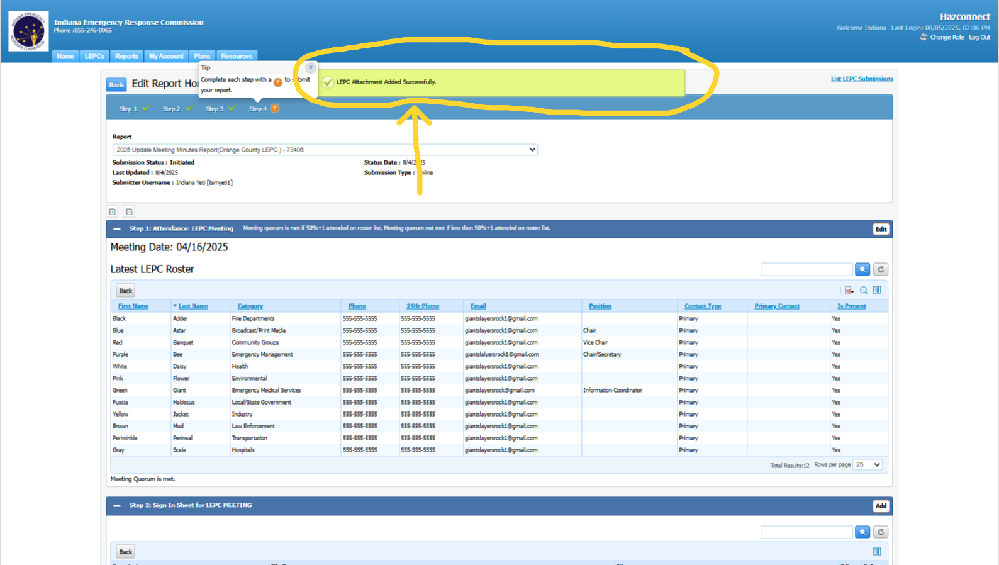 Indiana Emergency Response Commission
Phone :855-246-0065
Hazconnect
Welcome Indiana Last Login: 08/05/2025, 02:06 PM
Change Role Log Out
INDIANA EMERGENCY RESPONSE COMMISSION
Home LEPCs Reports My Account Plans Resources
Tip x
Complete each step with a ! to submit
your report.
Back Edit Report Ho
LEPC Attachment Added Successfully.
List LEPC Submissions
Step 1 Step 2 Step 3 Step 4 !
Report
2025 Update Meeting Minutes Report(Orange County LEPC ) - 73406
Submission Status : Initiated Status Date : 8/4/2025
Last Updated : 8/4/2025 Submission Type : nline
Submitter Username : Indiana Yeti [Iamyeti1]
Step 1: Attendance: LEPC Meeting Meeting quorum is met if 50%+1 attended on roster list, Meeting quorum not met if less than 50%+1 attended on roster list. Edit
Meeting Date: 04/16/2025
Latest LEPC Roster
Back
First Name Last Name Category Phone 24Hr Phone Email Position Contact Type Primary Contact Is Present
Black Adder Fire Departments 555-555-5555 555-555-5555 giantslayersrock1@gmail.com Primary Yes
Blue Astar Broadcast/Print Media 555-555-5555 555-555-5555 giantslayersrock1@gmail.com Chair Primary Yes
Red Banquet Community Groups 555-555-5555 555-555-5555 giantslayersrock1@gmail.com Vice Chair Primary Yes
Purple Bee Emergency Management 555-555-5555 555-555-5555 giantslalyersrock1@gmail.com Chair/Secretary Primary Yes
White Daisy Health 555-555-5555 555-555-5555 giantslayersrock1@gmail.com Primary Yes
Pink Flower Environmental 555-555-5555 555-555-5555 giantslayersrock1@gmail.com Primary Yes
Green Giant Emergency Medical Services 555-555-5555 555-555-5555 giantslayersrock@gmail.com Information Coordinator Primary Yes
Fuscia Habiscus Local/State Government 555-555-5555 555-555-5555 giantslayersrock1@gmail.com Primary Yes
Yellow Jacket Industry 555-555-5555 555-555-5555 giantslayersrock1@gmail.com Primary Yes
Brown Mud Law Enforcement 555-555-5555 555-555-5555 giantslayersrock1@gmail.com Primary Yes
Periwinkle Perineal Transportation 555-555-5555 555-555-5555 giantslayersrock1@gmail.com Primary Yes
Gray Scale Hospitals 555-555-5555 555-555-5555 giantslayersrock1@gmail.com Primary Yes
Total Results:12 Rows per page 25
Meeting Quorum is met.
Step 2: Sign In Sheet for LEPC MEETING Add
Back